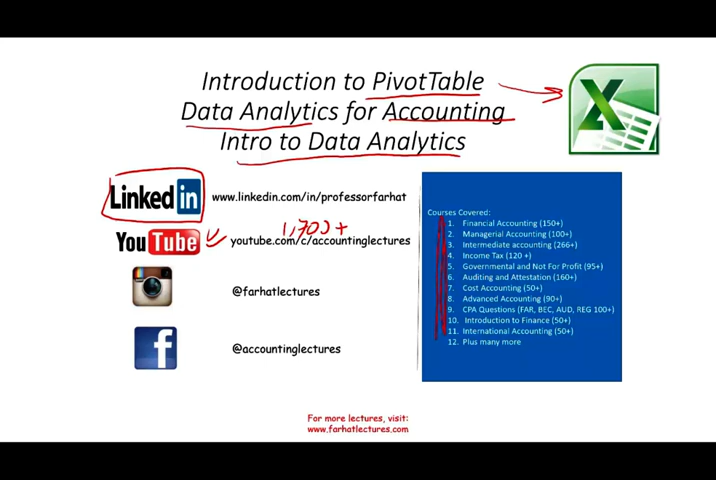 Introduction to PivotTable
Data Analytics for Accounting
Intro to Data Analytics
Linked in
www.linkedin.com/in/professorfarhat
1,700+
You Tube
youtube.com/c/accountinglectures
@farhatlectures
f
@accountinglectures
X
Courses Covered:
1. Financial Accounting (150+)
2. Managerial Accounting (100+)
3. Intermediate accounting (266+)
4. Income Tax (120 +)
5. Governmental and Not For Profit (95+)
6. Auditing and Attestation (160+)
7. Cost Accounting (50+)
8. Advanced Accounting (90+)
9. CPA Questions (FAR, BEC, AUD, REG 100+)
10. Introduction to Finance (50+)
11. International Accounting (50+)
12. Plus many more
For more lectures, visit:
www.farhatlectures.com